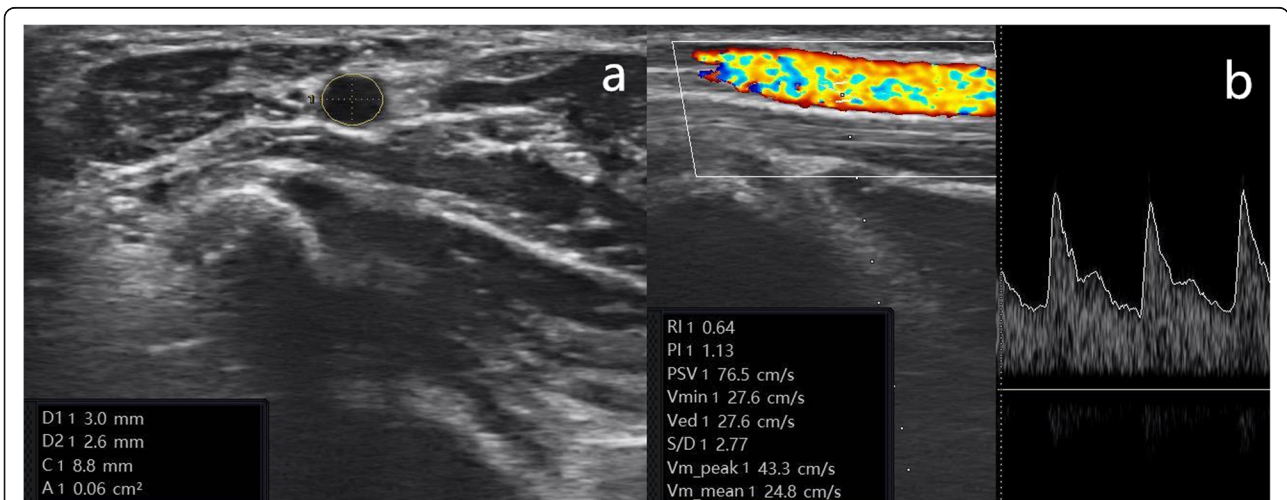 a
1
D1 1 3.0 mm
D2 1 2.6 mm
C 1 8.8 mm
A 1 0.06 cm²
b
RI 1 0.64
PI 1 1.13
PSV 1 76.5 cm/s
Vmin 1 27.6 cm/s
Ved 1 27.6 cm/s
S/D 1 2.77
Vm_peak 1 43.3 cm/s
Vm_mean 1 24.8 cm/s